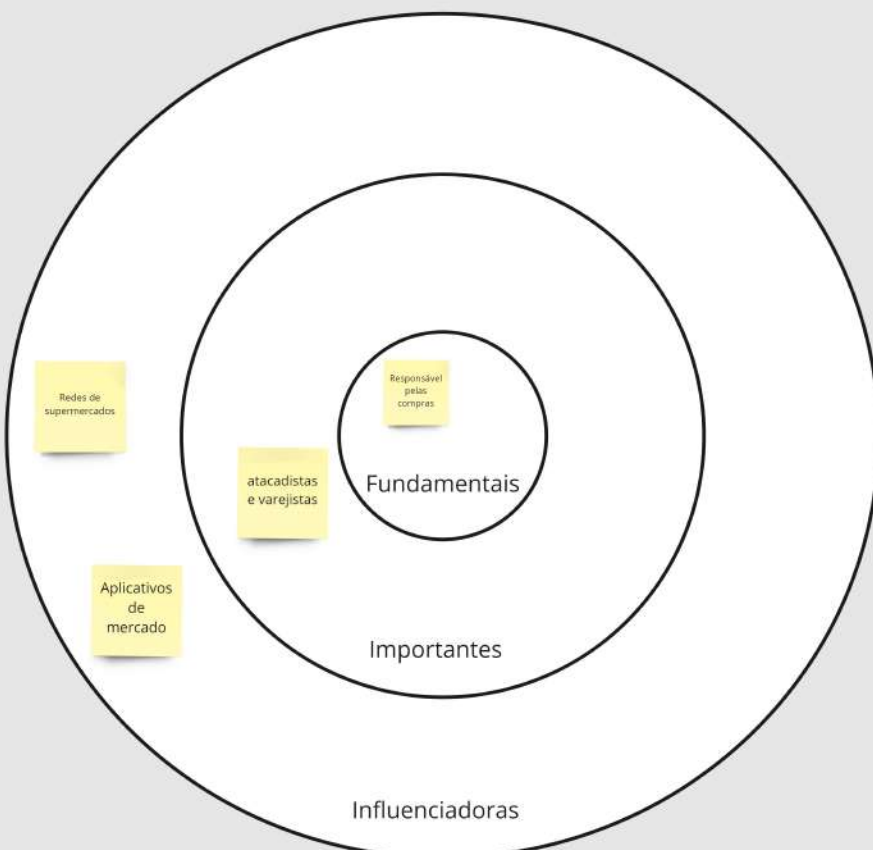 Responsável
pelas
compras
Redes de
supermercados
atacadistas
e varejistas
Fundamentais
Aplicativos
de
mercado
Importantes
Influenciadoras